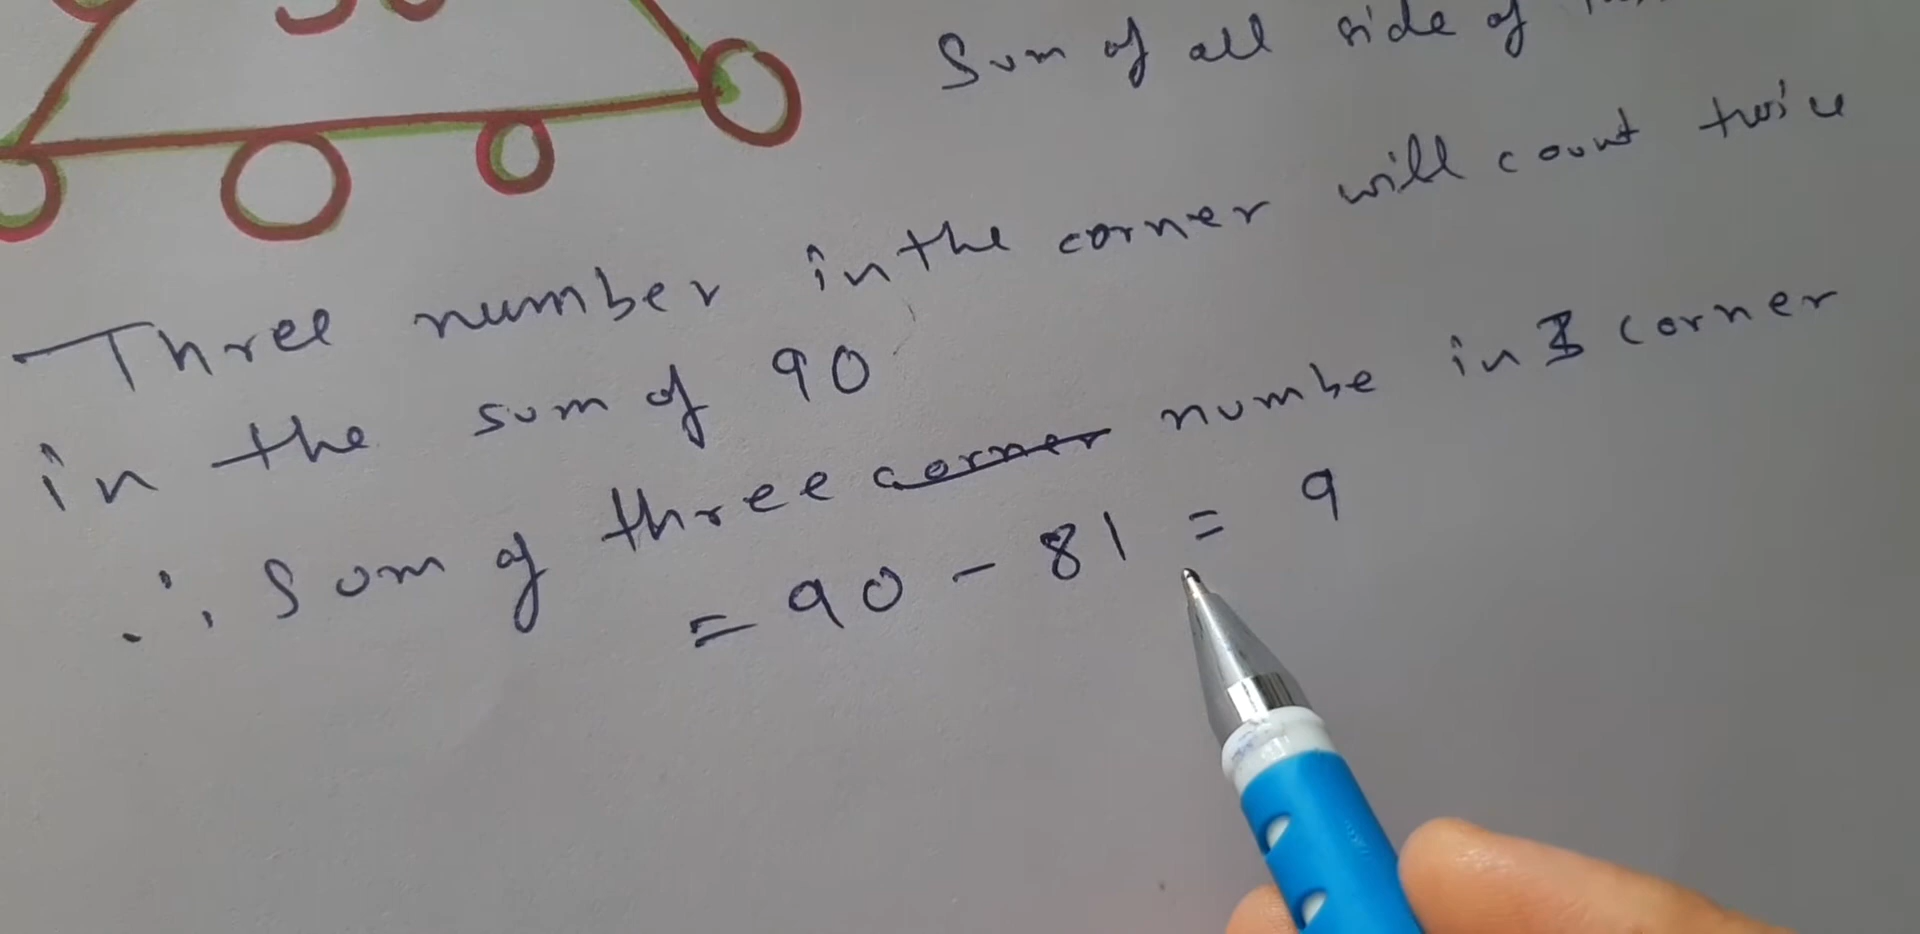 Sum of all side of
Three number in the corner will count twice
in the sum of 90
∴ Sum of three corner numbe in 3 corner
= 90 - 81 = 9